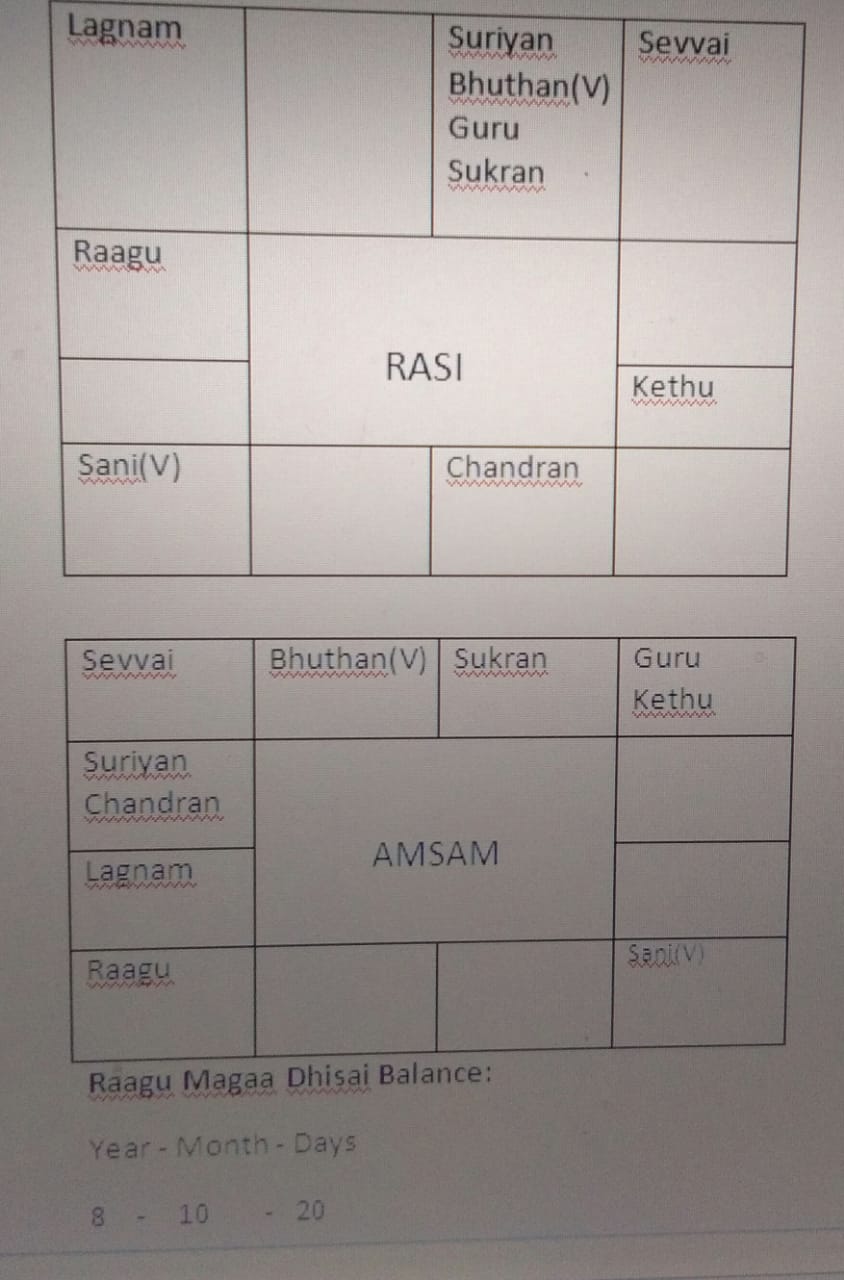 Lagnam
Suriyan
Bhuthan(V)
Guru
Sukran
Sevvai
Raagu
RASI
Kethu
Sani(V)
Chandran
Sevvai
Bhuthan(V)
Sukran
Guru
Kethu
Suriyan
Chandran
AMSAM
Lagnam
Raagu
Sani(V)
Raagu Magaa Dhisai Balance:
Year - Month - Days
8 - 10 - 20